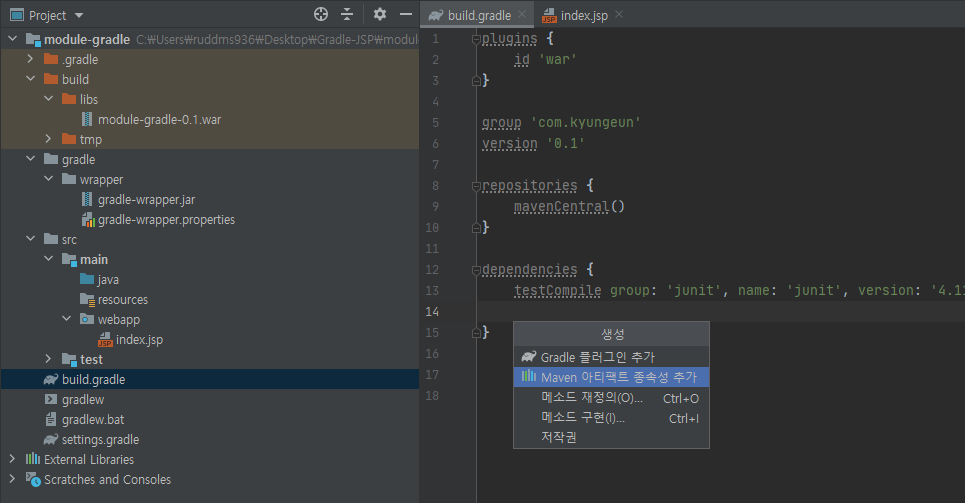 Project
module-gradle C:₩Users₩ruddms936₩Desktop₩Gradle-JSP₩modul
.gradle
build
libs
module-gradle-0.1.war
tmp
gradle
wrapper
gradle-wrapper.jar
gradle-wrapper.properties
src
main
java
resources
webapp
JSP index.jsp
test
build.gradle
gradlew
gradlew.bat
settings.gradle
External Libraries
Scratches and Consoles
build.gradle JSP index.jsp
1 plugins {
2 id 'war'
3 }
4
5 group 'com.kyungeun'
6 version '0.1'
7
8 repositories {
9 mavenCentral()
10 }
11
12 dependencies {
13 testCompile group: 'junit', name: 'junit', version: '4.11
14
15 }
16
17
18
생성
Gradle 플러그인 추가
Maven 아티팩트 종속성 추가
메소드 재정의(O)... Ctrl+O
메소드 구현(I)... Ctrl+I
저작권